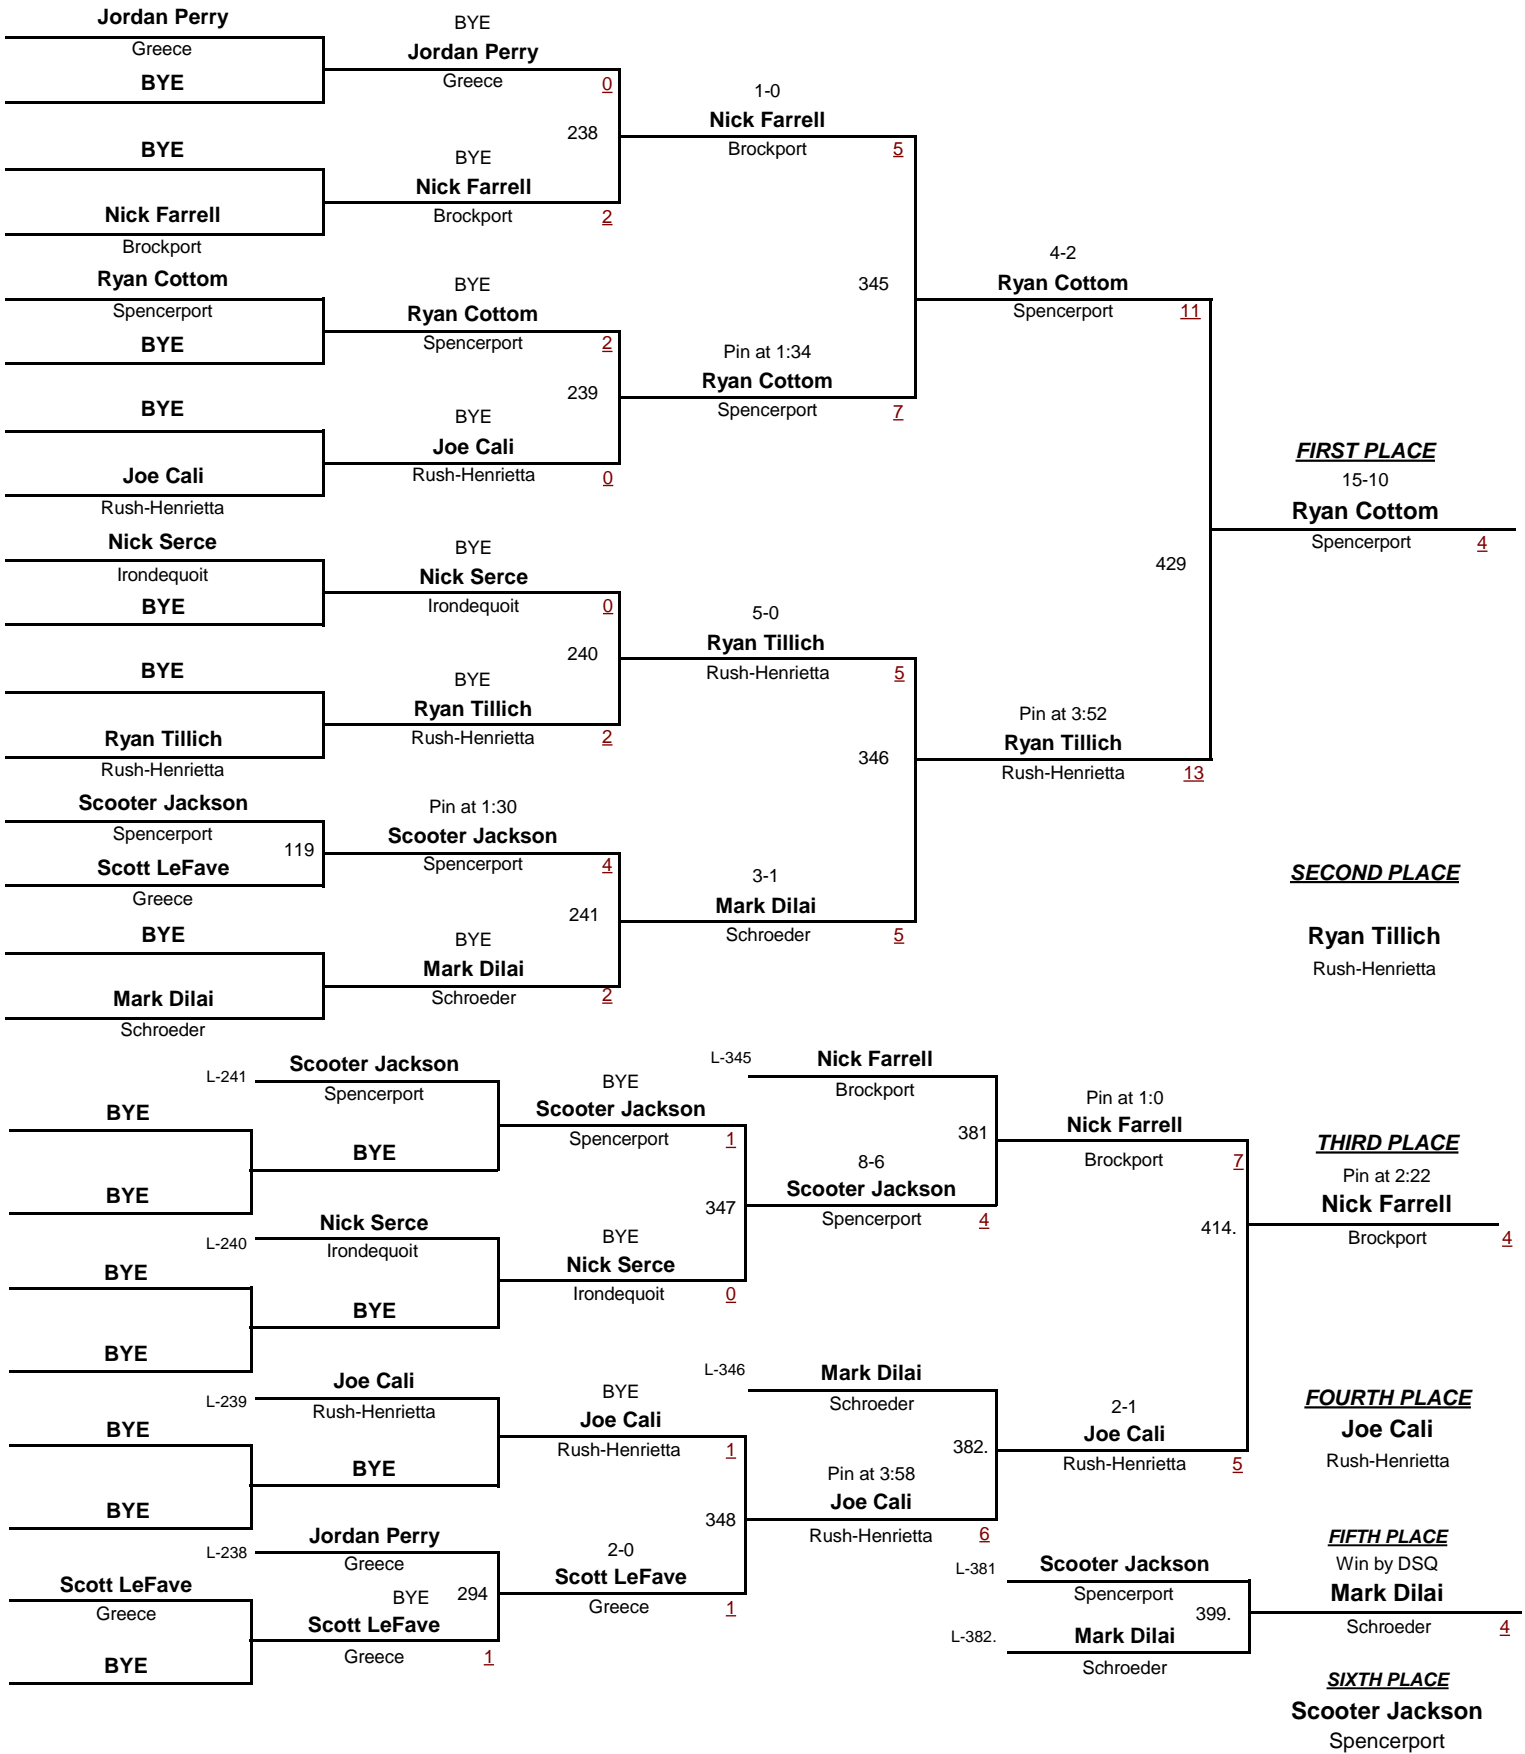 Jordan Perry
Greece
BYE
BYE
Nick Farrell
Brockport
Ryan Cottom
Spencerport
BYE
BYE
Joe Cali
Rush-Henrietta
Nick Serce
Irondequoit
BYE
BYE
Ryan Tillich
Rush-Henrietta
Scooter Jackson
Spencerport
119
Scott LeFave
Greece
BYE
Mark Dilai
Schroeder
BYE
Jordan Perry
Greece
0
238
BYE
Nick Farrell
Brockport
2
BYE
Ryan Cottom
Spencerport
2
239
BYE
Joe Cali
Rush-Henrietta
0
BYE
Nick Serce
Irondequoit
0
240
BYE
Ryan Tillich
Rush-Henrietta
2
Pin at 1:30
Scooter Jackson
Spencerport
4
241
BYE
Mark Dilai
Schroeder
2
1-0
Nick Farrell
Brockport
5
345
Pin at 1:34
Ryan Cottom
Spencerport
7
5-0
Ryan Tillich
Rush-Henrietta
5
346
3-1
Mark Dilai
Schroeder
5
4-2
Ryan Cottom
Spencerport
11
429
Pin at 3:52
Ryan Tillich
Rush-Henrietta
13
FIRST PLACE
15-10
Ryan Cottom
Spencerport
4
SECOND PLACE
Ryan Tillich
Rush-Henrietta
L-241
Scooter Jackson
Spencerport
BYE
BYE
BYE
L-240
Nick Serce
Irondequoit
BYE
BYE
BYE
L-239
Joe Cali
Rush-Henrietta
BYE
BYE
BYE
L-238
Jordan Perry
Greece
294
Scott LeFave
Greece
BYE
BYE
Scott LeFave
Greece
1
BYE
Scooter Jackson
Spencerport
1
347
BYE
Nick Serce
Irondequoit
0
BYE
Joe Cali
Rush-Henrietta
1
348
2-0
Scott LeFave
Greece
1
L-345
Nick Farrell
Brockport
381
8-6
Scooter Jackson
Spencerport
4
L-346
Mark Dilai
Schroeder
382.
Pin at 3:58
Joe Cali
Rush-Henrietta
6
Pin at 1:0
Nick Farrell
Brockport
7
414.
2-1
Joe Cali
Rush-Henrietta
5
L-381
Scooter Jackson
Spencerport
399.
L-382.
Mark Dilai
Schroeder
THIRD PLACE
Pin at 2:22
Nick Farrell
Brockport
4
FOURTH PLACE
Joe Cali
Rush-Henrietta
FIFTH PLACE
Win by DSQ
Mark Dilai
Schroeder
4
SIXTH PLACE
Scooter Jackson
Spencerport